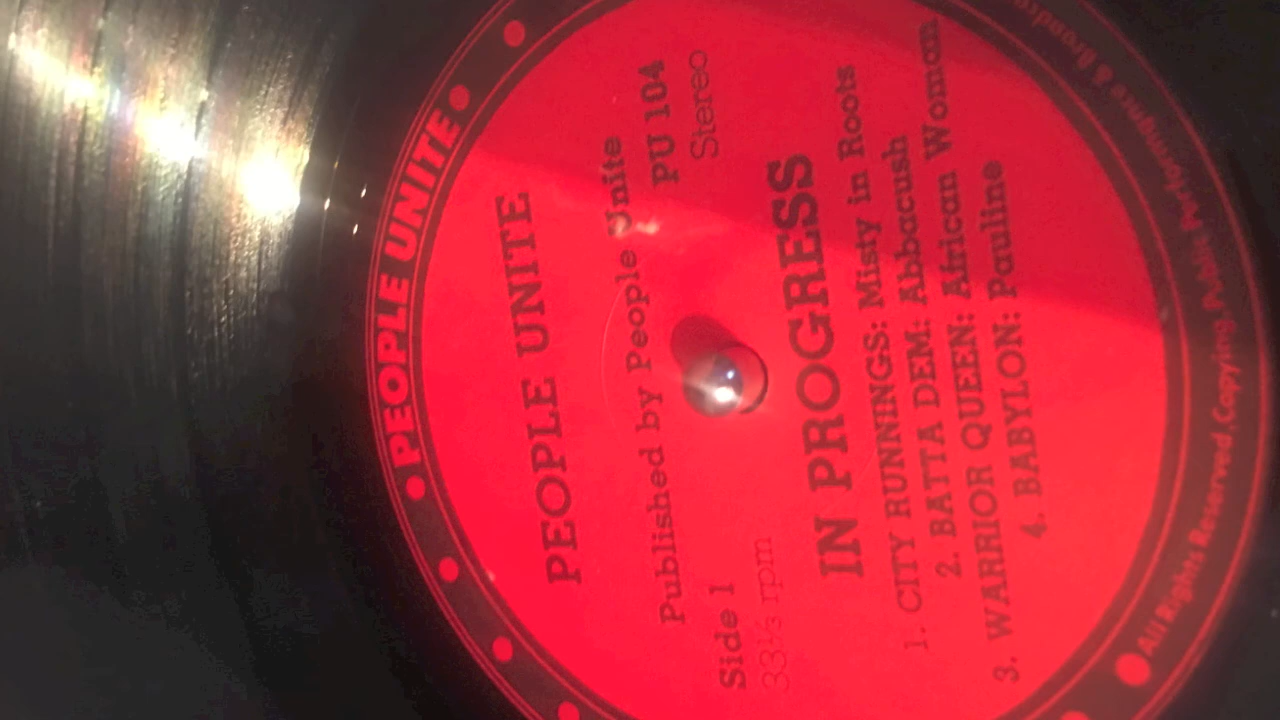 PEOPLE UNITE
PEOPLE UNITE
Published by People Unite
Side 1
PU 104
33⅓ rpm
Stereo
IN PROGRESS
1. CITY RUNNINGS: Misty in Roots
2. BATTA DEM: Abbacush
3. WARRIOR QUEEN: African Woman
4. BABYLON: Pauline
All Rights Reserved. Copying, Public Performance & Broadca